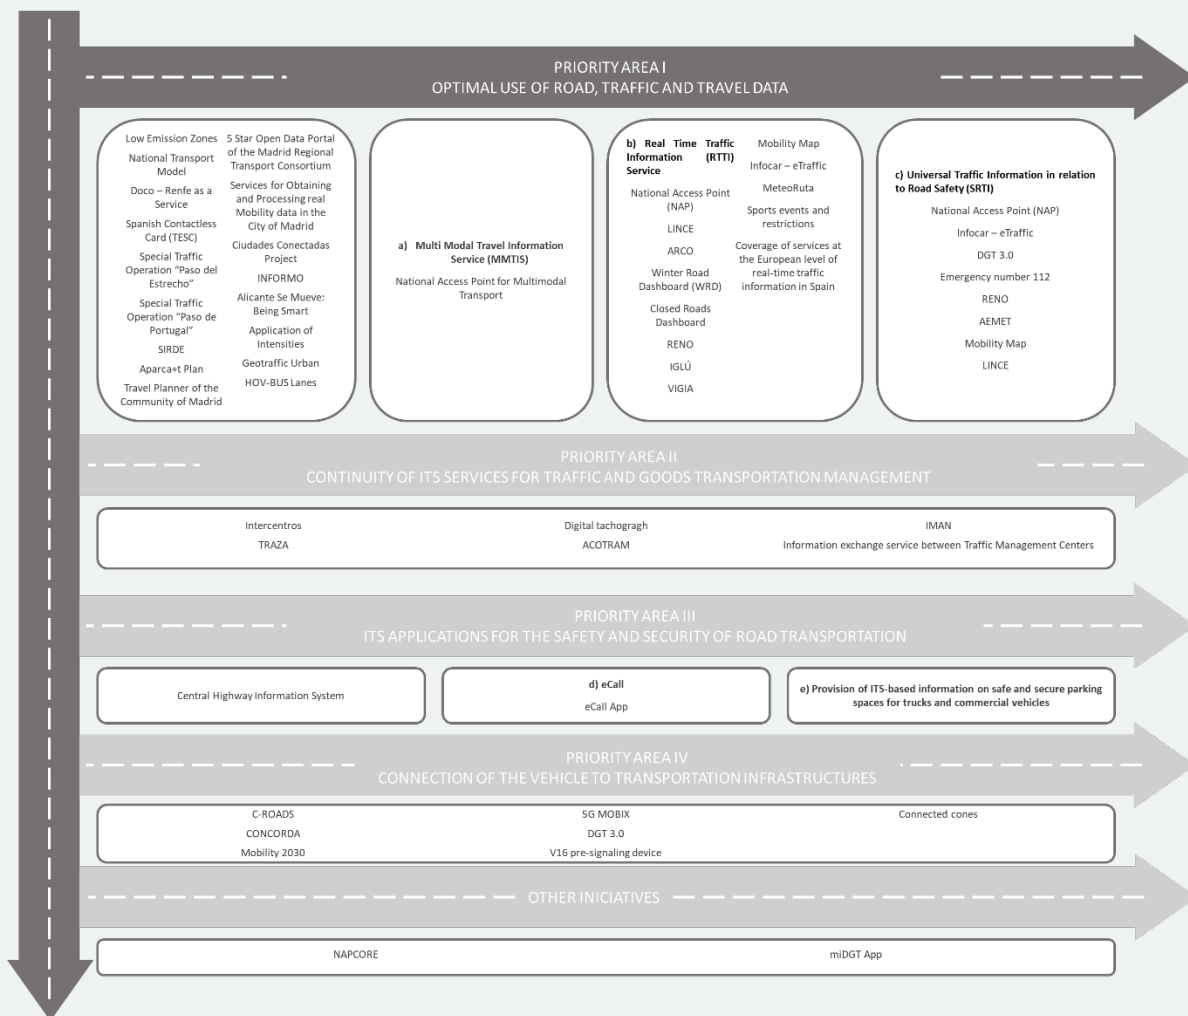 PRIORITY AREA I
OPTIMAL USE OF ROAD, TRAFFIC AND TRAVEL DATA
Low Emission Zones
National Transport
Model
Doco – Renfe as a
Service
Spanish Contactless
Card (TESC)
Special Traffic
Operation “Paso del
Estrecho”
Special Traffic
Operation “Paso de
Portugal”
SIRDE
Aparca+t Plan
Travel Planner of the
Community of Madrid
5 Star Open Data Portal
of the Madrid Regional
Transport Consortium
Services for Obtaining
and Processing real
Mobility data in the
City of Madrid
Ciudades Conectadas
Project
INFORMO
Alicante Se Mueve:
Being Smart
Application of
Intensities
Geotraffic Urban
HOV-BUS Lanes
a) Multi Modal Travel Information
Service (MMTIS)
National Access Point for Multimodal
Transport
b) Real Time Traffic
Information (RTTI)
Service
National Access Point
(NAP)
LINCE
ARCO
Winter Road
Dashboard (WRD)
Closed Roads
Dashboard
RENO
IGLÚ
VIGIA
Mobility Map
Infocar – eTraffic
MeteoRuta
Sports events and
restrictions
Coverage of services at
the European level of
real-time traffic
information in Spain
c) Universal Traffic Information in relation
to Road Safety (SRTI)
National Access Point (NAP)
Infocar – eTraffic
DGT 3.0
Emergency number 112
RENO
AEMET
Mobility Map
LINCE
PRIORITY AREA II
CONTINUITY OF ITS SERVICES FOR TRAFFIC AND GOODS TRANSPORTATION MANAGEMENT
Intercentros
TRAZA
Digital tachogragh
ACOTRAM
IMAN
Information exchange service between Traffic Management Centers
PRIORITY AREA III
ITS APPLICATIONS FOR THE SAFETY AND SECURITY OF ROAD TRANSPORTATION
Central Highway Information System
d) eCall
eCall App
e) Provision of ITS-based information on safe and secure parking
spaces for trucks and commercial vehicles
PRIORITY AREA IV
CONNECTION OF THE VEHICLE TO TRANSPORTATION INFRASTRUCTURES
C-ROADS
CONCORDA
Mobility 2030
5G MOBIX
DGT 3.0
V16 pre-signaling device
Connected cones
OTHER INITIATIVES
NAPCORE
miDGT App